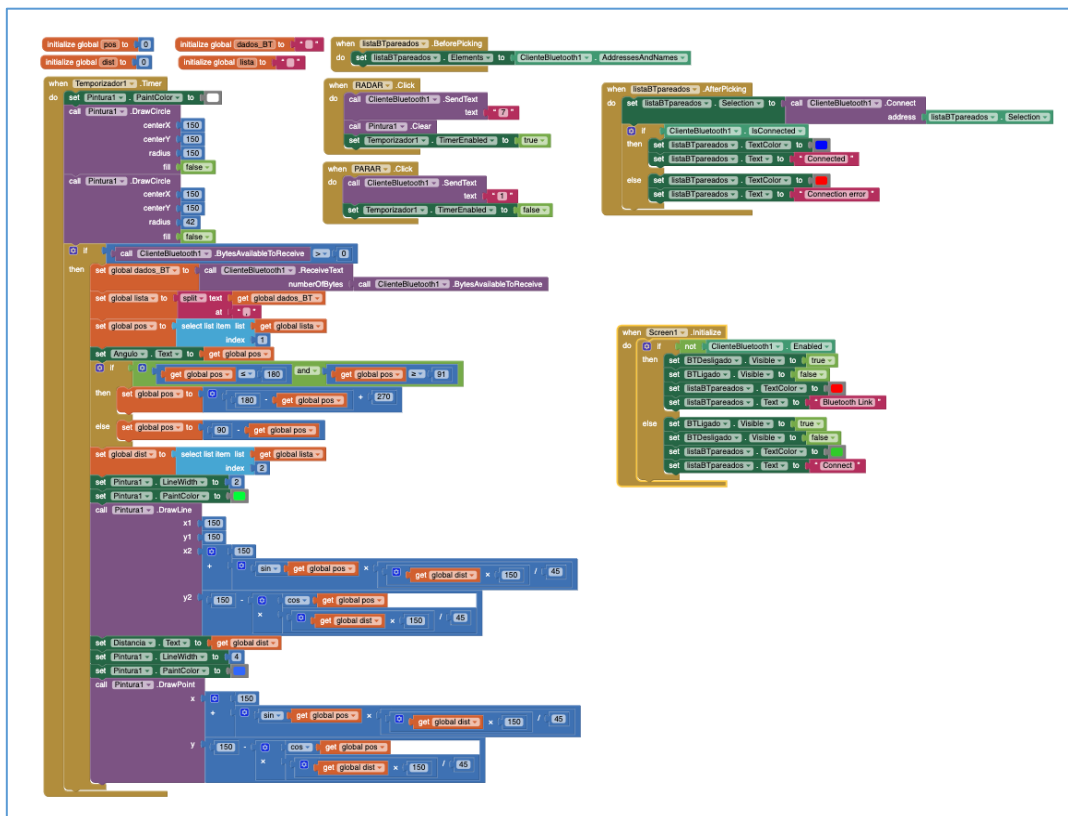 initialize global pos to 0
initialize global dist to 0
initialize global dados_BT to " "
initialize global lista to " "
when listaBTpareados .BeforePicking
do set listaBTpareados . Elements to ClienteBluetooth1 . AddressesAndNames
when Temporizador1 .Timer
do set Pintura1 . PaintColor to
call Pintura1 .DrawCircle
centerX 150
centerY 150
radius 150
fill false
call Pintura1 .DrawCircle
centerX 150
centerY 150
radius 42
fill false
if call ClienteBluetooth1 .BytesAvailableToReceive > 0
then set global dados_BT to call ClienteBluetooth1 .ReceiveText
numberOfBytes call ClienteBluetooth1 .BytesAvailableToReceive
set global lista to split text get global dados_BT
at " , "
set global pos to select list item list get global lista
index 1
set Angulo . Text to get global pos
if get global pos ≤ 180 and get global pos ≥ 91
then set global pos to 180 - get global pos + 270
else set global pos to 90 - get global pos
set global dist to select list item list get global lista
index 2
set Pintura1 . LineWidth to 2
set Pintura1 . PaintColor to
call Pintura1 .DrawLine
x1 150
y1 150
x2 150
+ sin get global pos × get global dist × 150 / 45
y2 150 - cos get global pos
× get global dist × 150 / 45
set Distancia . Text to get global dist
set Pintura1 . LineWidth to 4
set Pintura1 . PaintColor to
call Pintura1 .DrawPoint
x 150
+ sin get global pos × get global dist × 150 / 45
y 150 - cos get global pos
× get global dist × 150 / 45
when RADAR .Click
do call ClienteBluetooth1 .SendText
text " 7 "
call Pintura1 .Clear
set Temporizador1 . TimerEnabled to true
when PARAR .Click
do call ClienteBluetooth1 .SendText
text " 1 "
set Temporizador1 . TimerEnabled to false
when listaBTpareados .AfterPicking
do set listaBTpareados . Selection to call ClienteBluetooth1 .Connect
address listaBTpareados . Selection
if ClienteBluetooth1 . IsConnected
then set listaBTpareados . TextColor to
set listaBTpareados . Text to " Connected "
else set listaBTpareados . TextColor to
set listaBTpareados . Text to " Connection error "
when Screen1 .Initialize
do if not ClienteBluetooth1 . Enabled
then set BTDesligado . Visible to true
set BTLigado . Visible to false
set listaBTpareados . TextColor to
set listaBTpareados . Text to " Bluetooth Link "
else set BTLigado . Visible to true
set BTDesligado . Visible to false
set listaBTpareados . TextColor to
set listaBTpareados . Text to " Connect "